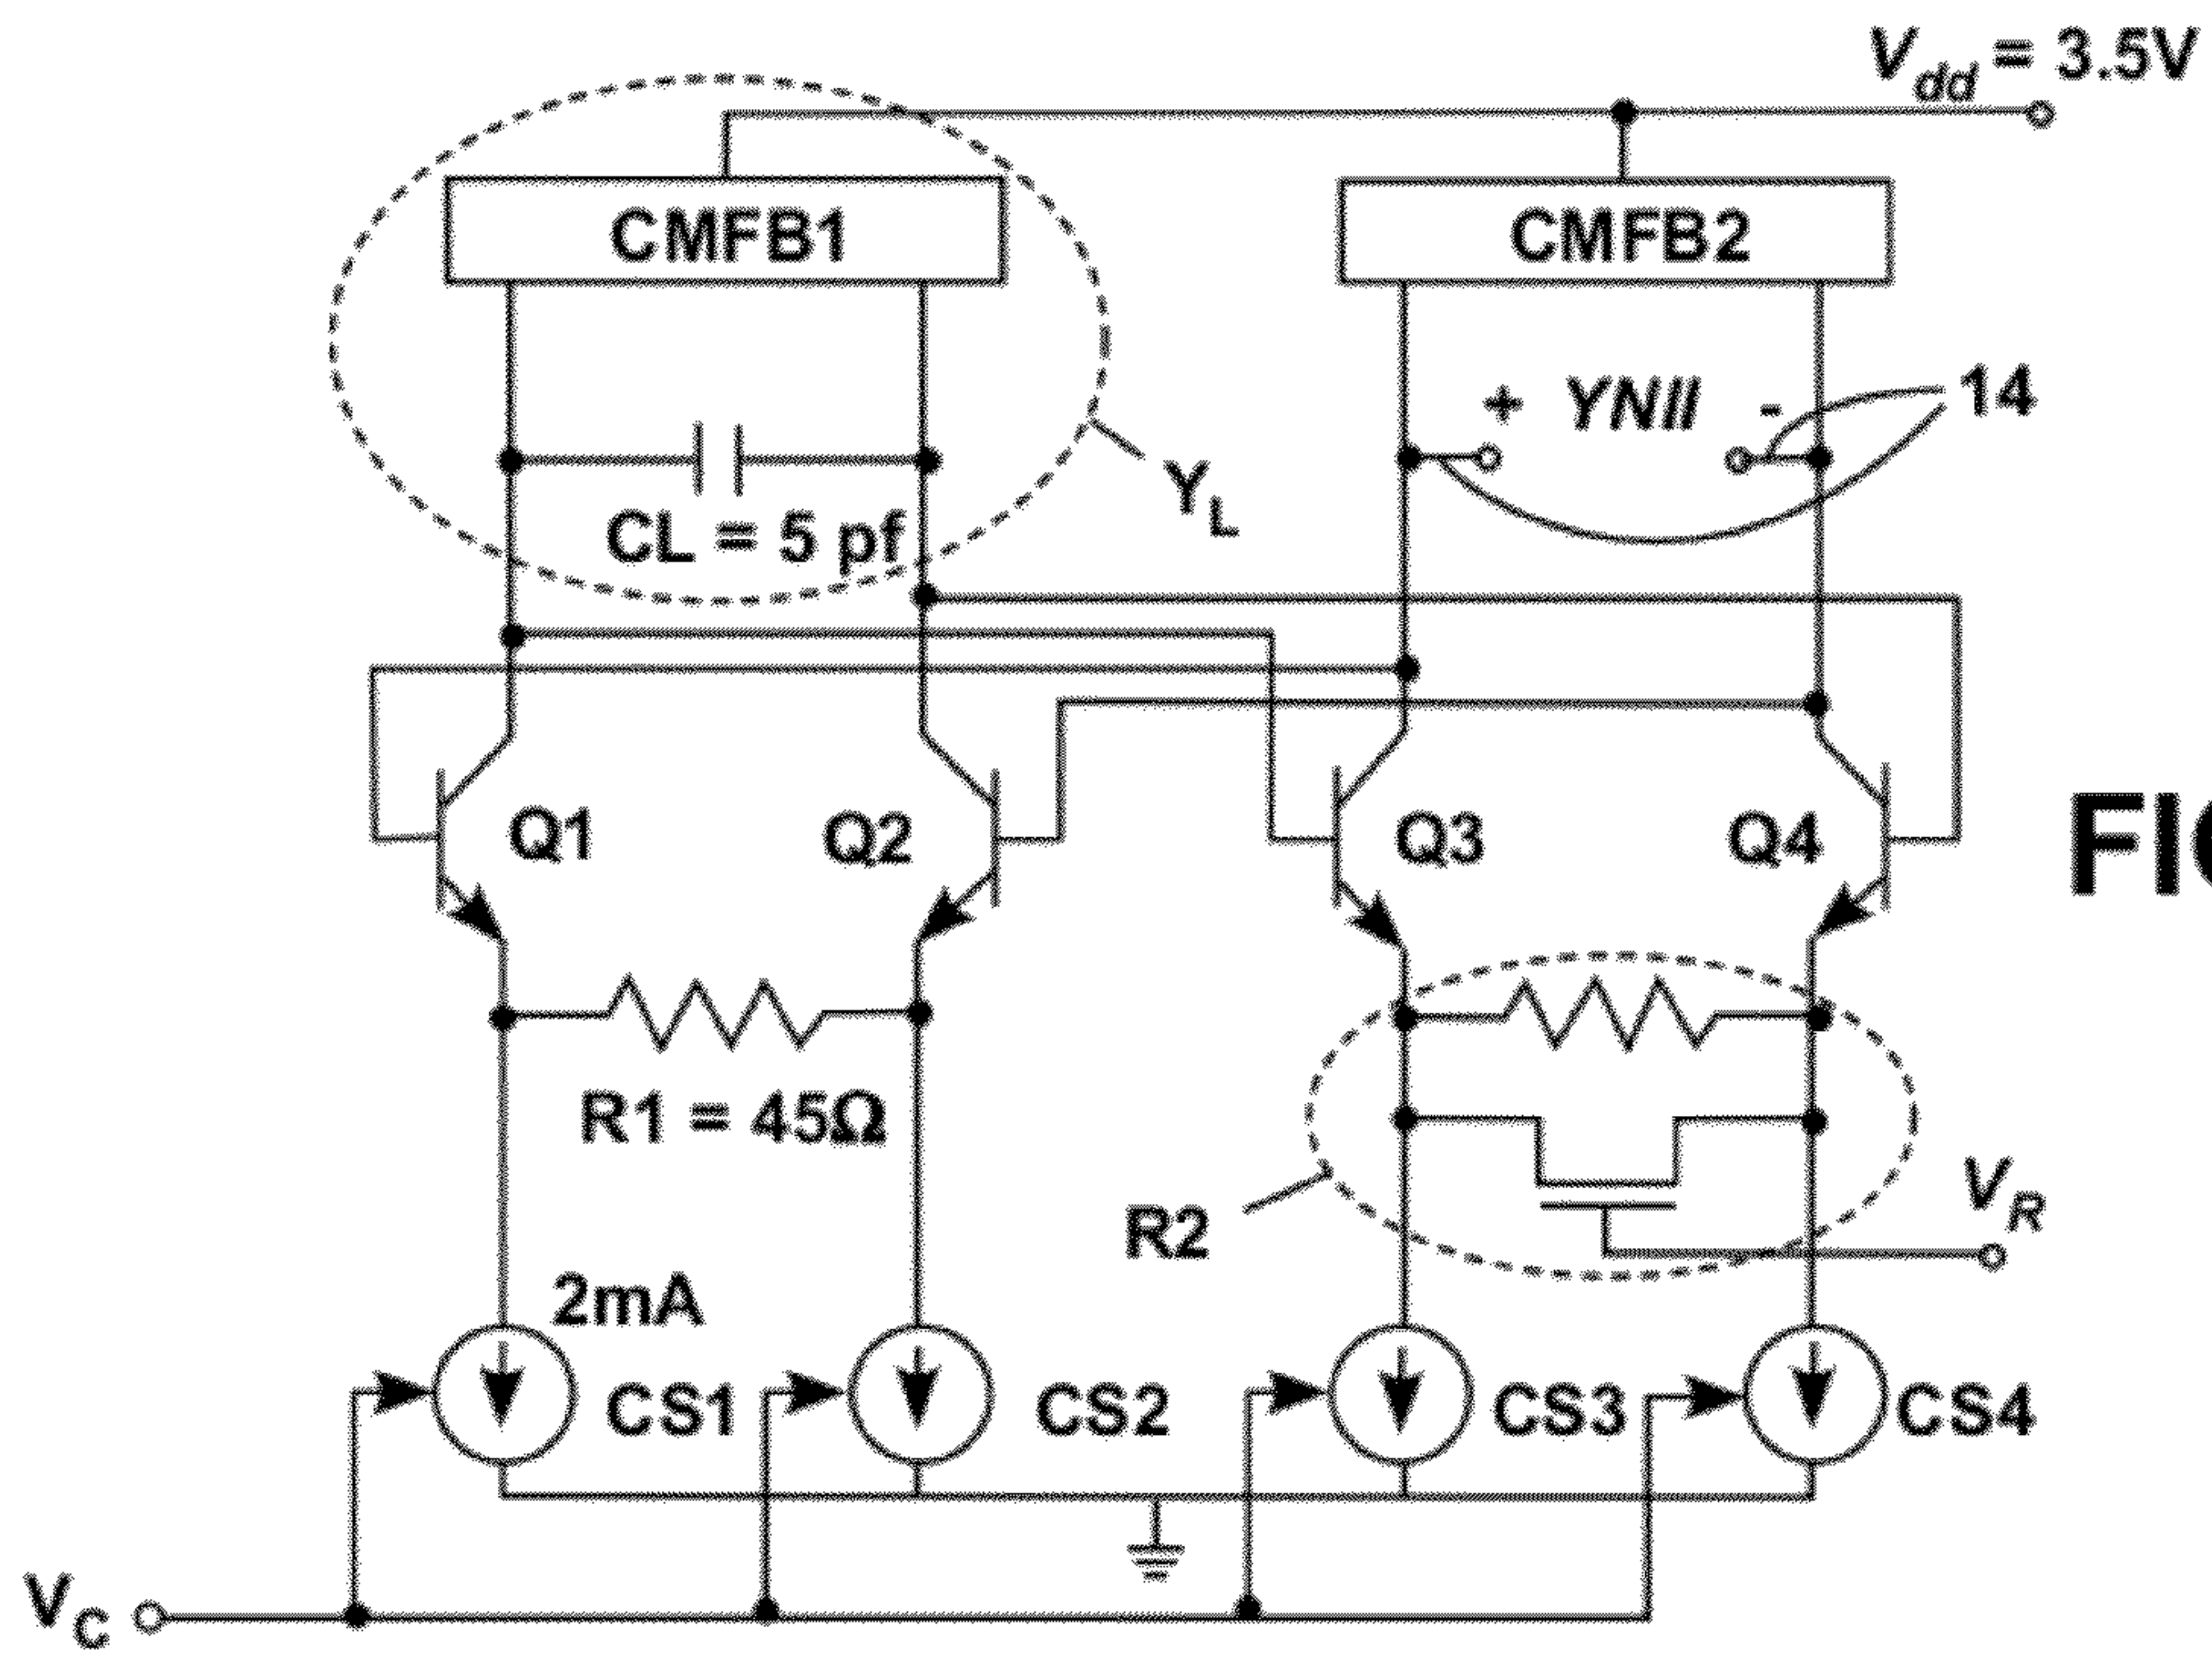 Vdd = 3.5V
CMFB1
CMFB2
+ YNII -
14
YL
CL = 5 pf
Q1
Q2
Q3
Q4
FI
R1 = 45Ω
R2
VR
2mA
CS1
CS2
CS3
CS4
VC